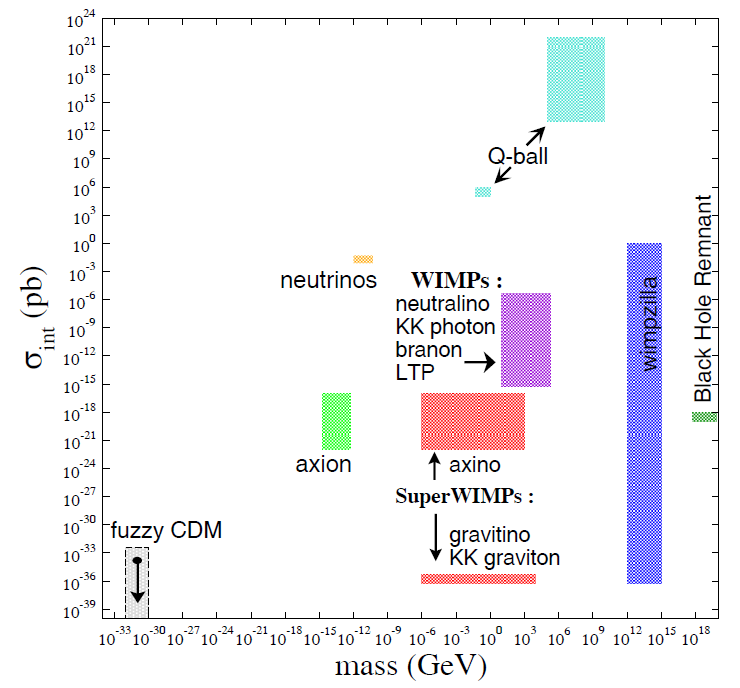 10^24
10^21
10^18
10^15
10^12
10^9
10^6
10^3
10^0
10^-3
10^-6
10^-9
10^-12
10^-15
10^-18
10^-21
10^-24
10^-27
10^-30
10^-33
10^-36
10^-39
σ_int (pb)
Q-ball
neutrinos
WIMPs :
neutralino
KK photon
branon
LTP
wimpzilla
Black Hole Remnant
axion
axino
SuperWIMPs :
gravitino
KK graviton
fuzzy CDM
10^-33 10^-30 10^-27 10^-24 10^-21 10^-18 10^-15 10^-12 10^-9 10^-6 10^-3 10^0 10^3 10^6 10^9 10^12 10^15 10^18
mass (GeV)